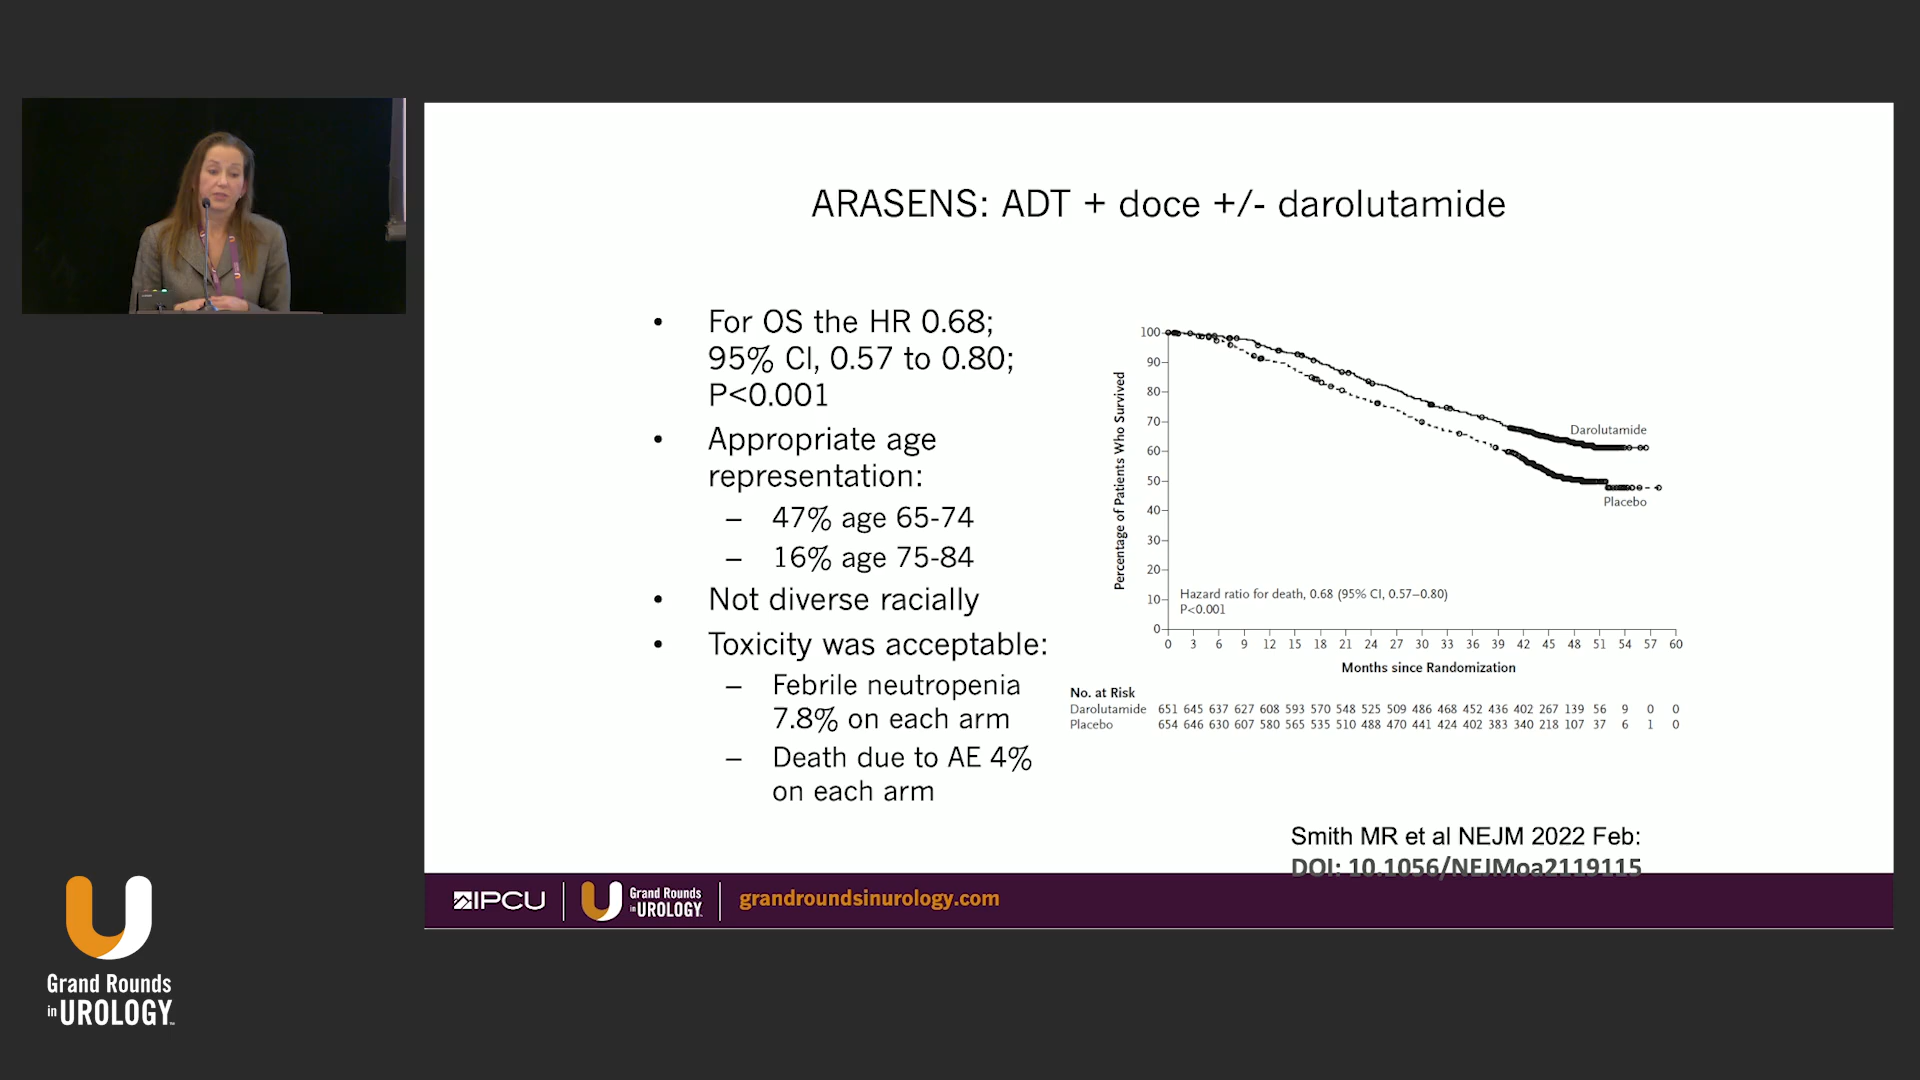 ARASENS: ADT + doce +/- darolutamide
• For OS the HR 0.68;
95% CI, 0.57 to 0.80;
P<0.001
• Appropriate age
representation:
– 47% age 65-74
– 16% age 75-84
• Not diverse racially
• Toxicity was acceptable:
– Febrile neutropenia
7.8% on each arm
– Death due to AE 4%
on each arm
Percentage of Patients Who Survived
100
90
80
70
60
50
40
30
20
10
0
Darolutamide
Placebo
Hazard ratio for death, 0.68 (95% CI, 0.57–0.80)
P<0.001
0 3 6 9 12 15 18 21 24 27 30 33 36 39 42 45 48 51 54 57 60
Months since Randomization
No. at Risk
Darolutamide 651 645 637 627 608 593 570 548 525 509 486 468 452 436 402 267 139 56 9 0 0
Placebo 654 646 630 607 580 565 535 510 488 470 441 424 402 383 340 218 107 37 6 1 0
Smith MR et al NEJM 2022 Feb:
DOI: 10.1056/NEJMoa2119115
IPCU
Grand Rounds
in UROLOGY
grandroundsinurology.com
Grand Rounds
in UROLOGY